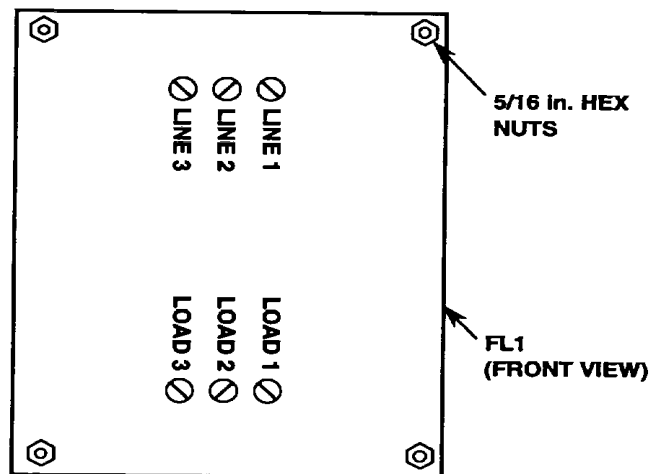 5/16 in. HEX
NUTS
LINE 3
LINE 2
LINE 1
LOAD 3
LOAD 2
LOAD 1
FL1
(FRONT VIEW)